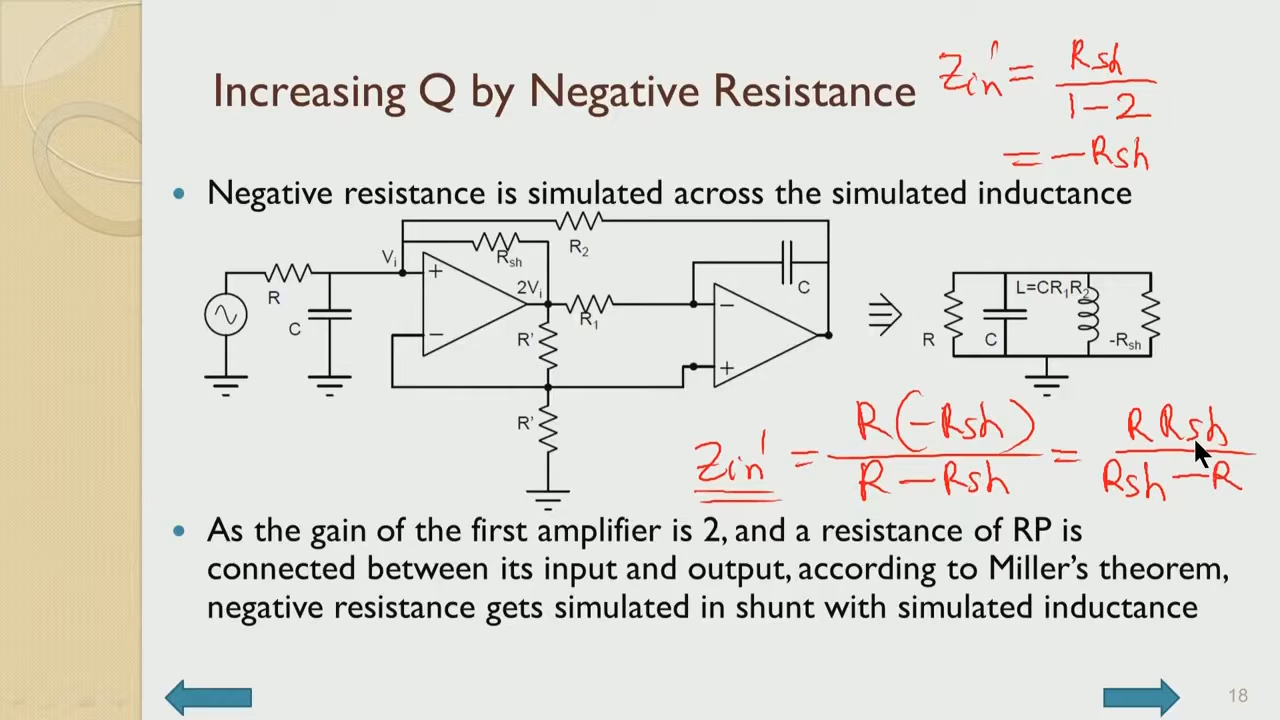 Increasing Q by Negative Resistance
Zin' = Rsh / 1-2
= -Rsh
• Negative resistance is simulated across the simulated inductance
R2
Rsh
Vi
+
2Vi
R
C
R1
C
−
R'
−
+
R'
⇒
R
C
L=CR1R2
-Rsh
Zin' = R(-Rsh) / R - Rsh = R Rsh / Rsh - R
• As the gain of the first amplifier is 2, and a resistance of RP is
connected between its input and output, according to Miller's theorem,
negative resistance gets simulated in shunt with simulated inductance
18